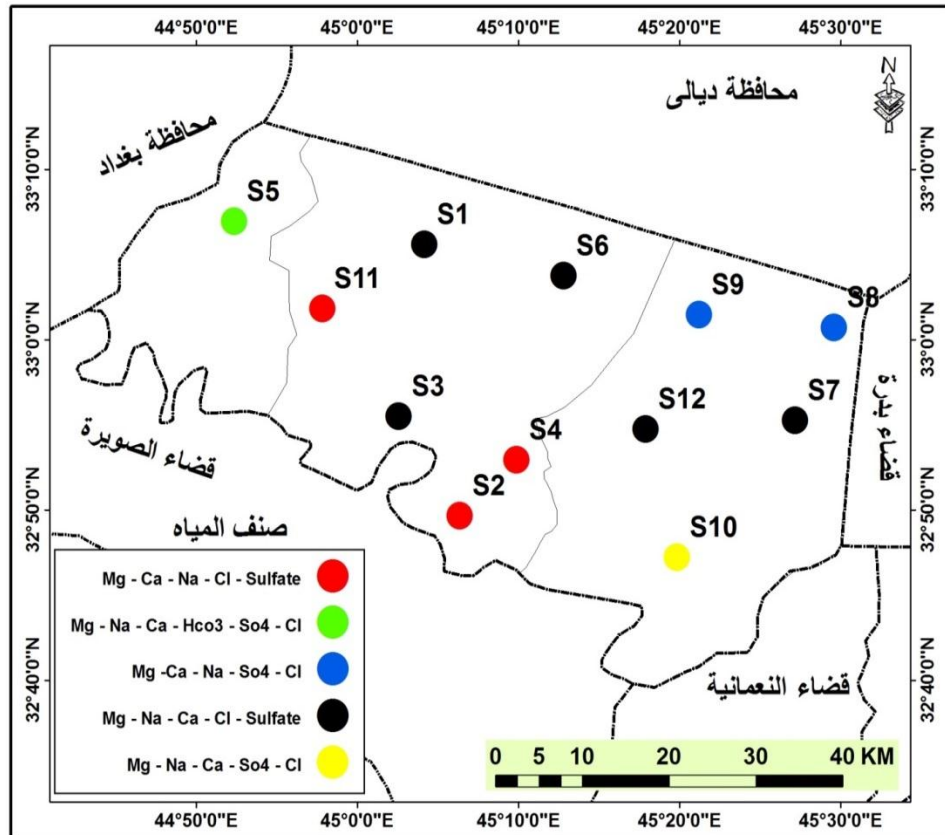 44°50'0"E 45°0'0"E 45°10'0"E 45°20'0"E 45°30'0"E
N
محافظة ديالى
محافظة بغداد
33°10'0"N
33°10'0"N
S5
S1
S6
S11
S9
S8
33°0'0"N
33°0'0"N
S3
S12
S7
قضاء بدرة
S4
قضاء الصويرة
S2
32°50'0"N
32°50'0"N
صنف المياه
S10
Mg - Ca - Na - Cl - Sulfate
Mg - Na - Ca - Hco3 - So4 - Cl
Mg -Ca - Na - So4 - Cl
Mg - Na - Ca - Cl - Sulfate
Mg - Na - Ca - So4 - Cl
32°40'0"N
32°40'0"N
قضاء النعمانية
0 5 10 20 30 40 KM
44°50'0"E 45°0'0"E 45°10'0"E 45°20'0"E 45°30'0"E